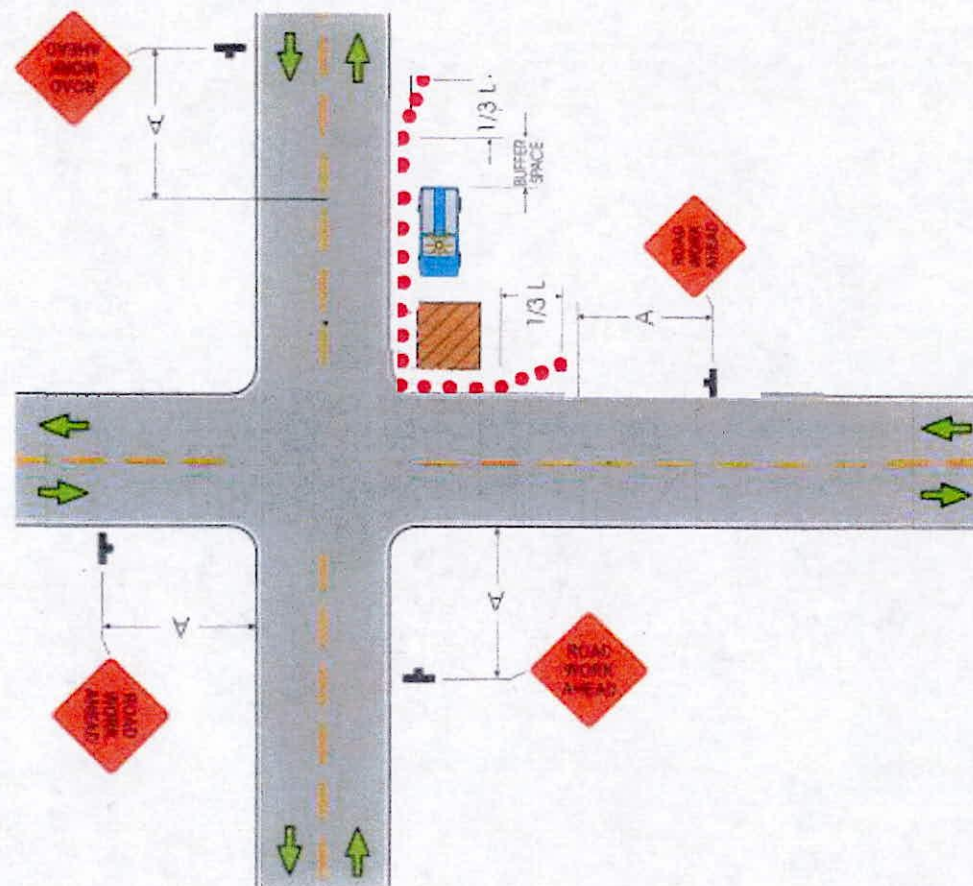 ROAD
WORK
AHEAD
A
1/3 L
BUFFER
SPACE
ROAD
WORK
AHEAD
1/3 L
A
A
ROAD
WORK
AHEAD
A
ROAD
WORK
AHEAD